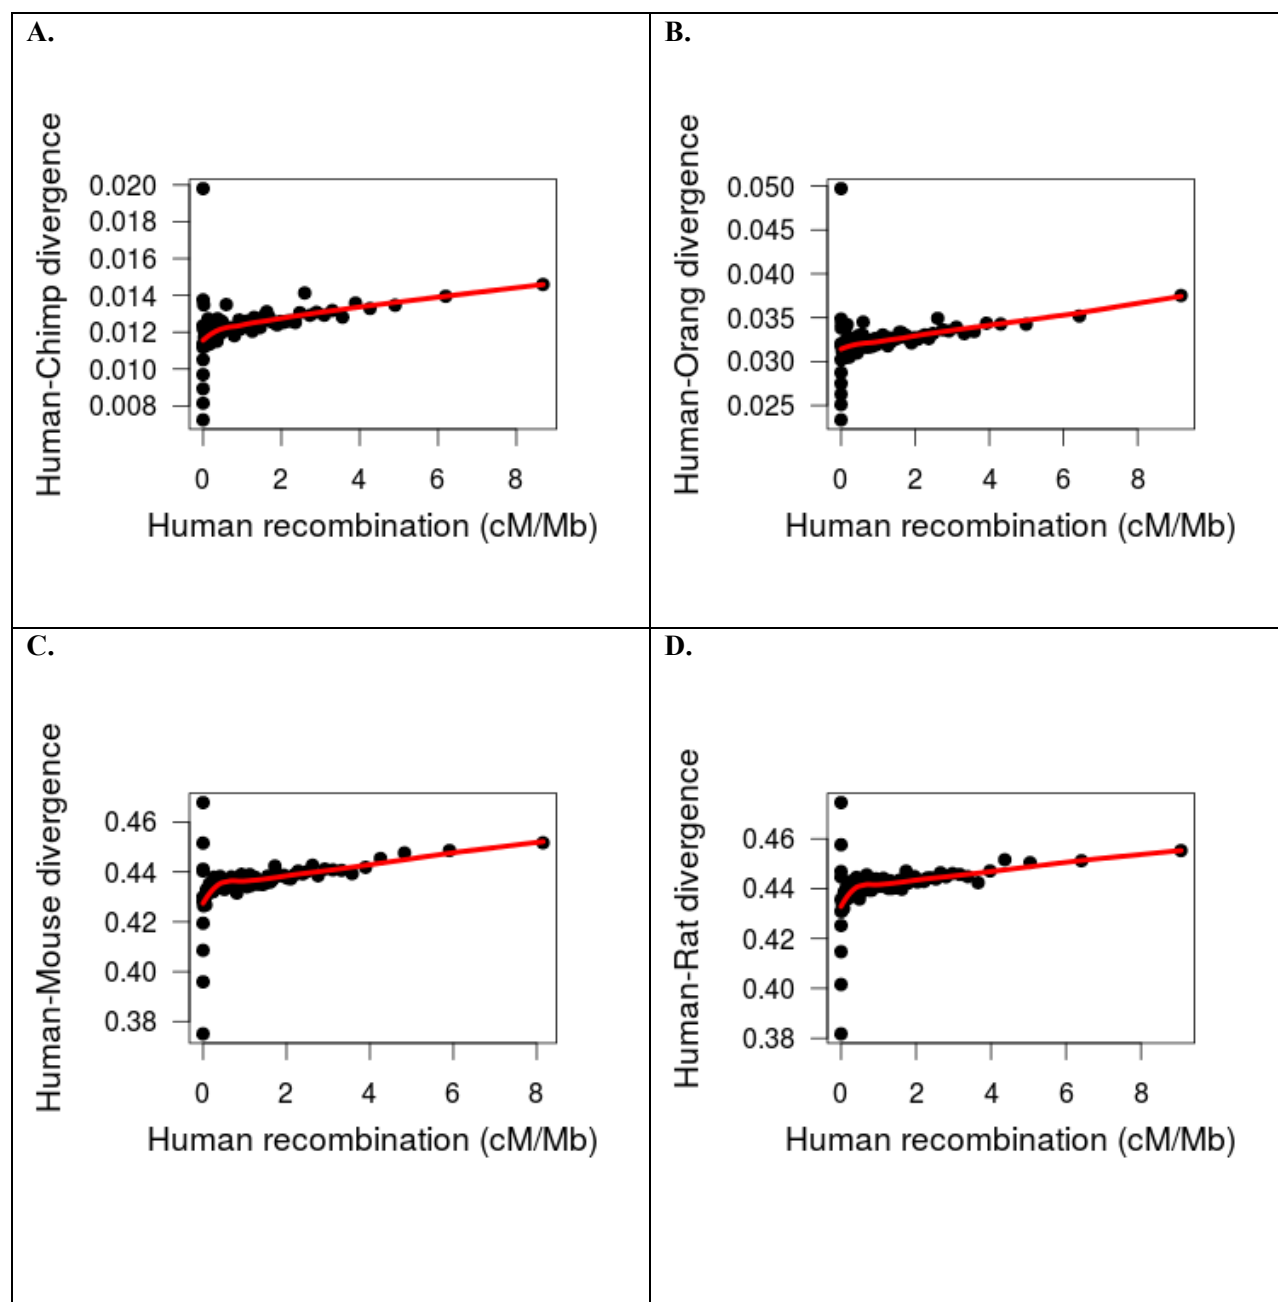 A.
Human-Chimp divergence
0.020
0.018
0.016
0.014
0.012
0.010
0.008
0 2 4 6 8
Human recombination (cM/Mb)
B.
Human-Orang divergence
0.050
0.045
0.040
0.035
0.030
0.025
0 2 4 6 8
Human recombination (cM/Mb)
C.
Human-Mouse divergence
0.46
0.44
0.42
0.40
0.38
0 2 4 6 8
Human recombination (cM/Mb)
D.
Human-Rat divergence
0.46
0.44
0.42
0.40
0.38
0 2 4 6 8
Human recombination (cM/Mb)